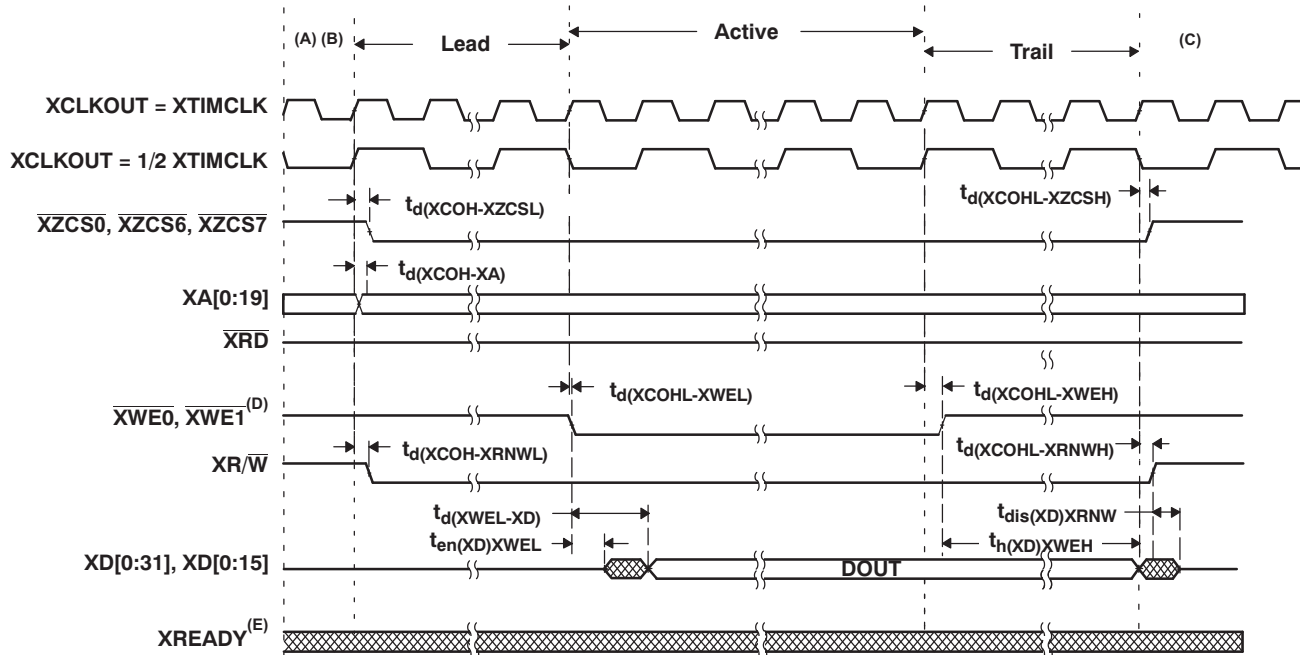 (A) (B)
Lead
Active
Trail
(C)
XCLKOUT = XTIMCLK
XCLKOUT = 1/2 XTIMCLK
td(XCOH-XZCSL)
td(XCOHL-XZCSH)
XZCS0, XZCS6, XZCS7
td(XCOH-XA)
XA[0:19]
XRD
td(XCOHL-XWEL)
td(XCOHL-XWEH)
XWE0, XWE1(D)
td(XCOH-XRNWL)
td(XCOHL-XRNWH)
XR/W
td(XWEL-XD)
tdis(XD)XRNW
ten(XD)XWEL
th(XD)XWEH
XD[0:31], XD[0:15]
DOUT
XREADY(E)